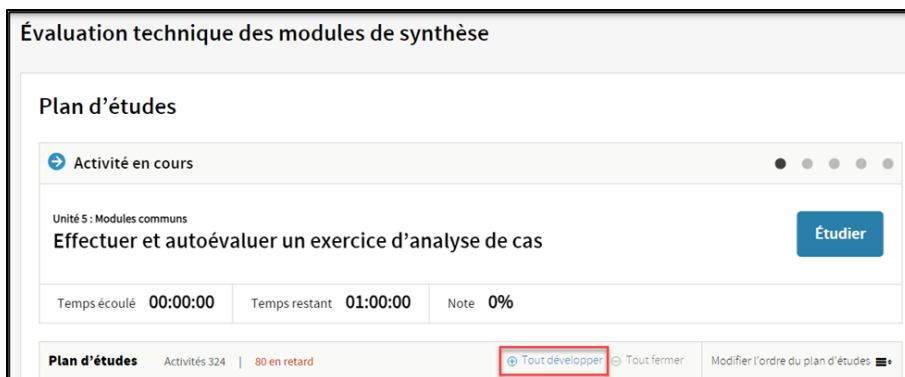 Évaluation technique des modules de synthèse
Plan d’études
Activité en cours
Unité 5 : Modules communs
Effectuer et autoévaluer un exercice d’analyse de cas
Étudier
Temps écoulé 00:00:00 Temps restant 01:00:00 Note 0%
Plan d’études Activités 324 | 80 en retard Tout développer Tout fermer Modifier l’ordre du plan d’études